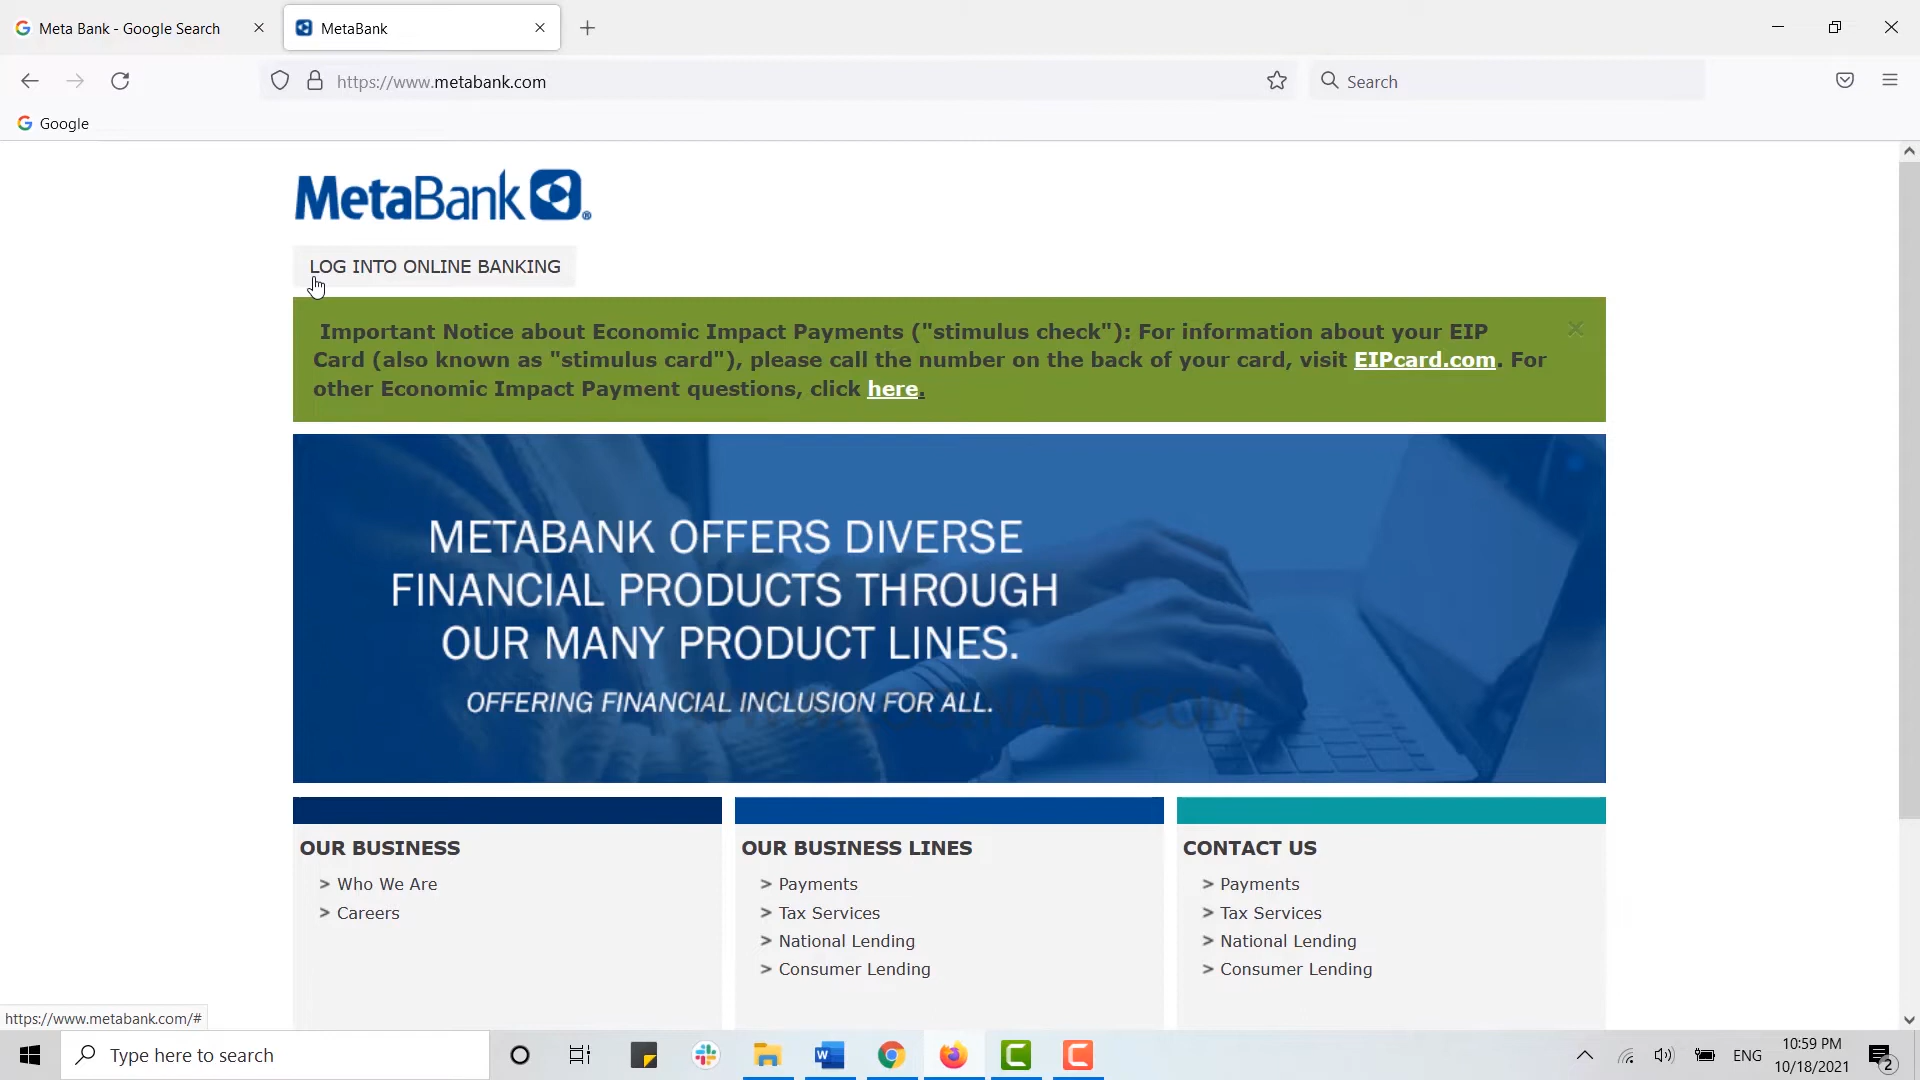 Meta Bank - Google Search
MetaBank
https://www.metabank.com
Search
Google
MetaBank®
LOG INTO ONLINE BANKING
Important Notice about Economic Impact Payments ("stimulus check"): For information about your EIP
Card (also known as "stimulus card"), please call the number on the back of your card, visit EIPcard.com. For
other Economic Impact Payment questions, click here.
METABANK OFFERS DIVERSE
FINANCIAL PRODUCTS THROUGH
OUR MANY PRODUCT LINES.
OFFERING FINANCIAL INCLUSION FOR ALL.
OUR BUSINESS
> Who We Are
> Careers
OUR BUSINESS LINES
> Payments
> Tax Services
> National Lending
> Consumer Lending
CONTACT US
> Payments
> Tax Services
> National Lending
> Consumer Lending
https://www.metabank.com/#
Type here to search
ENG
10:59 PM
10/18/2021
2